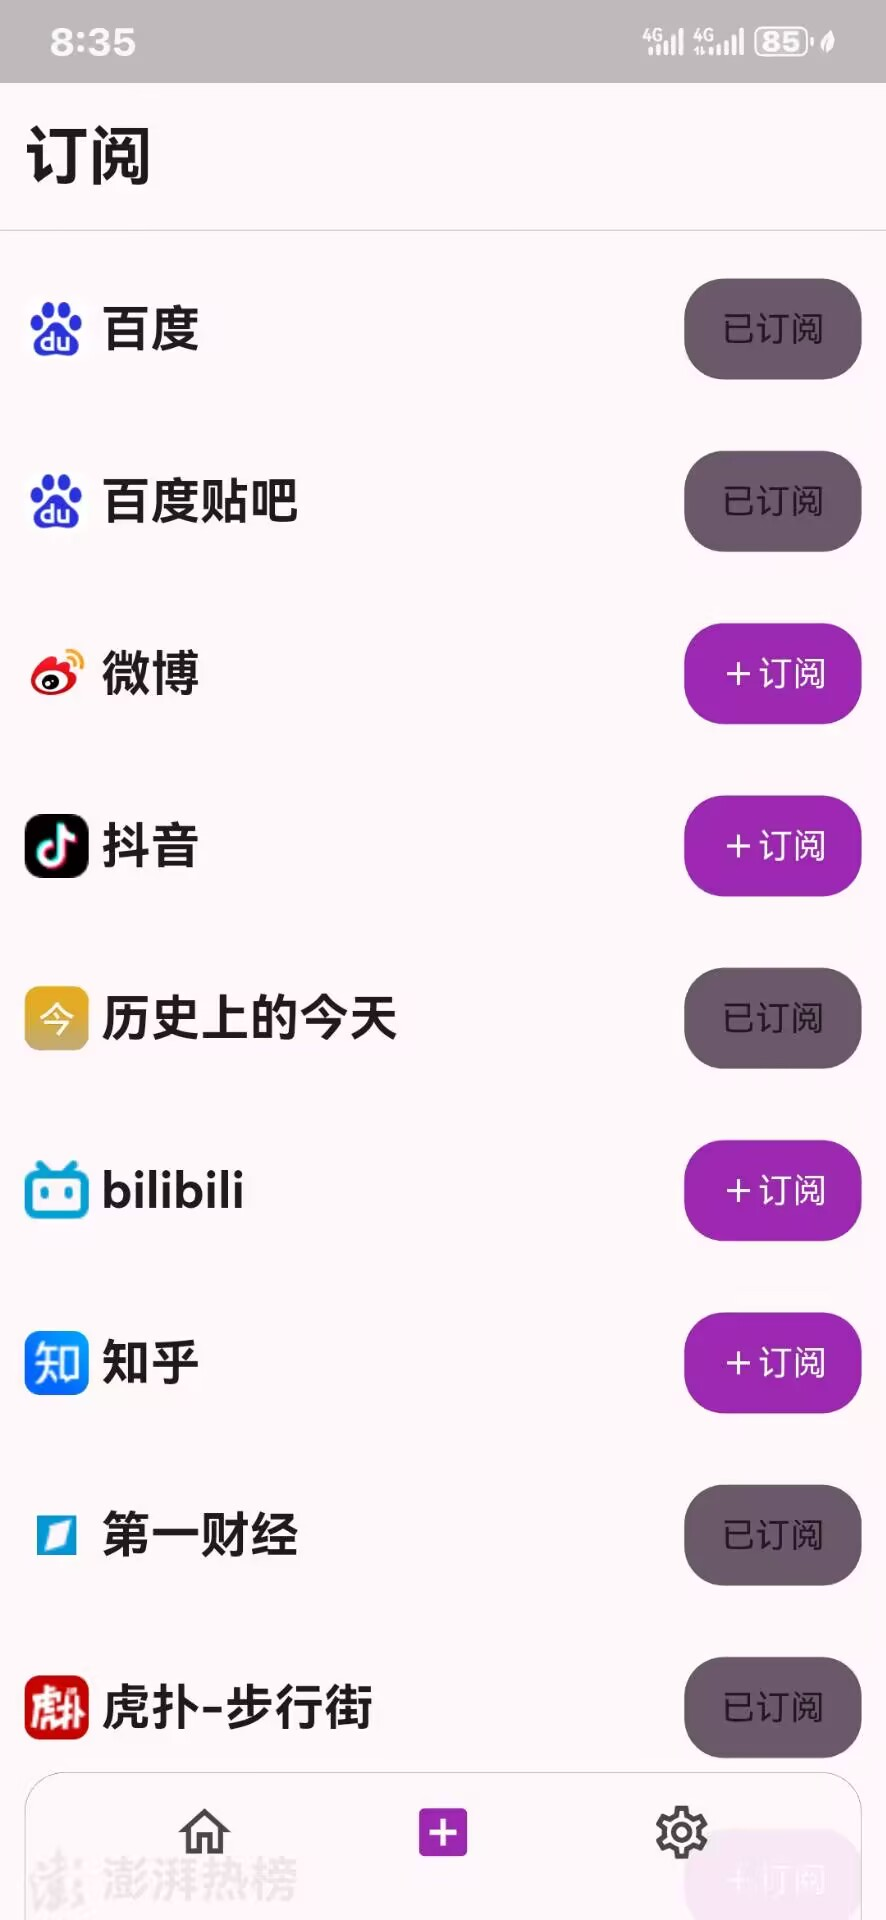 8:35
4G 4G 85
订阅
du 百度 已订阅
du 百度贴吧 已订阅
微博 +订阅
抖音 +订阅
今 历史上的今天 已订阅
bilibili +订阅
知 知乎 +订阅
第一财经 已订阅
虎扑 虎扑-步行街 已订阅
澎 澎湃热榜 +订阅